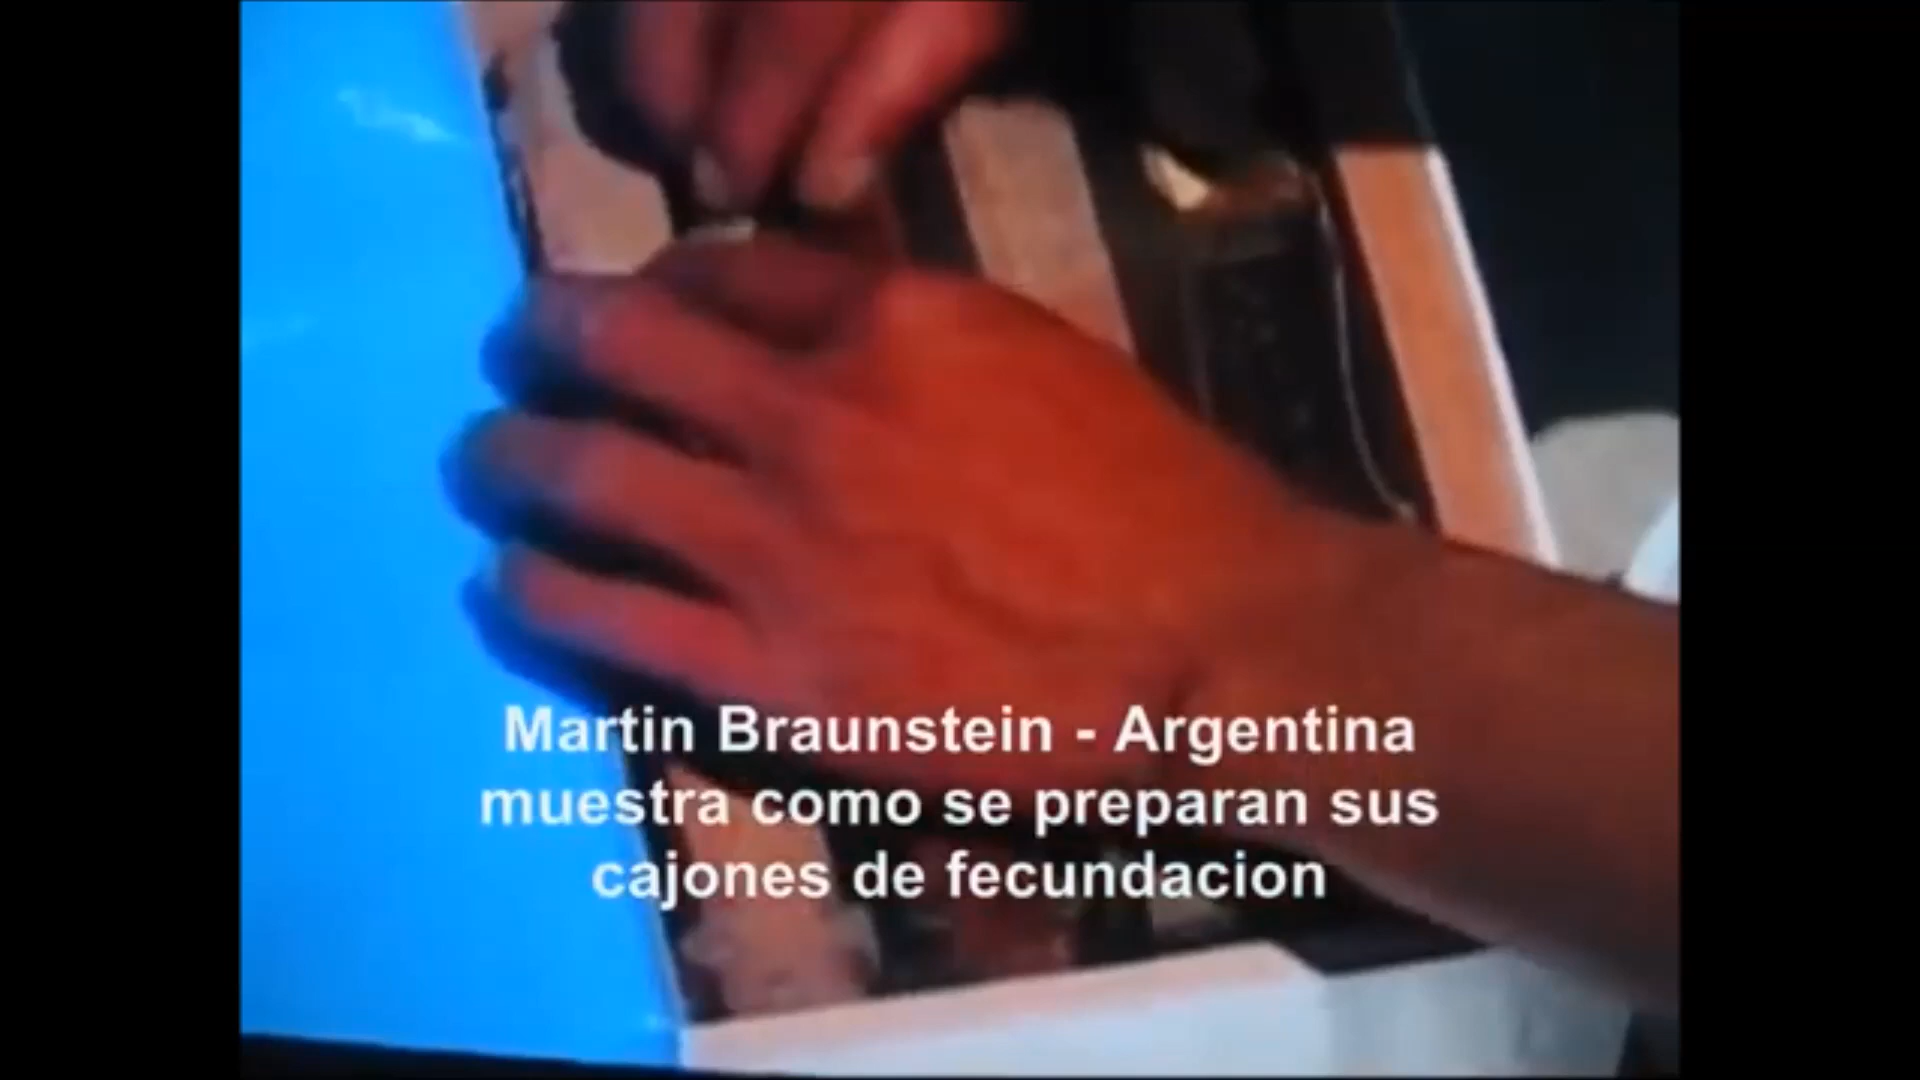 Martin Braunstein - Argentina
muestra como se preparan sus
cajones de fecundacion